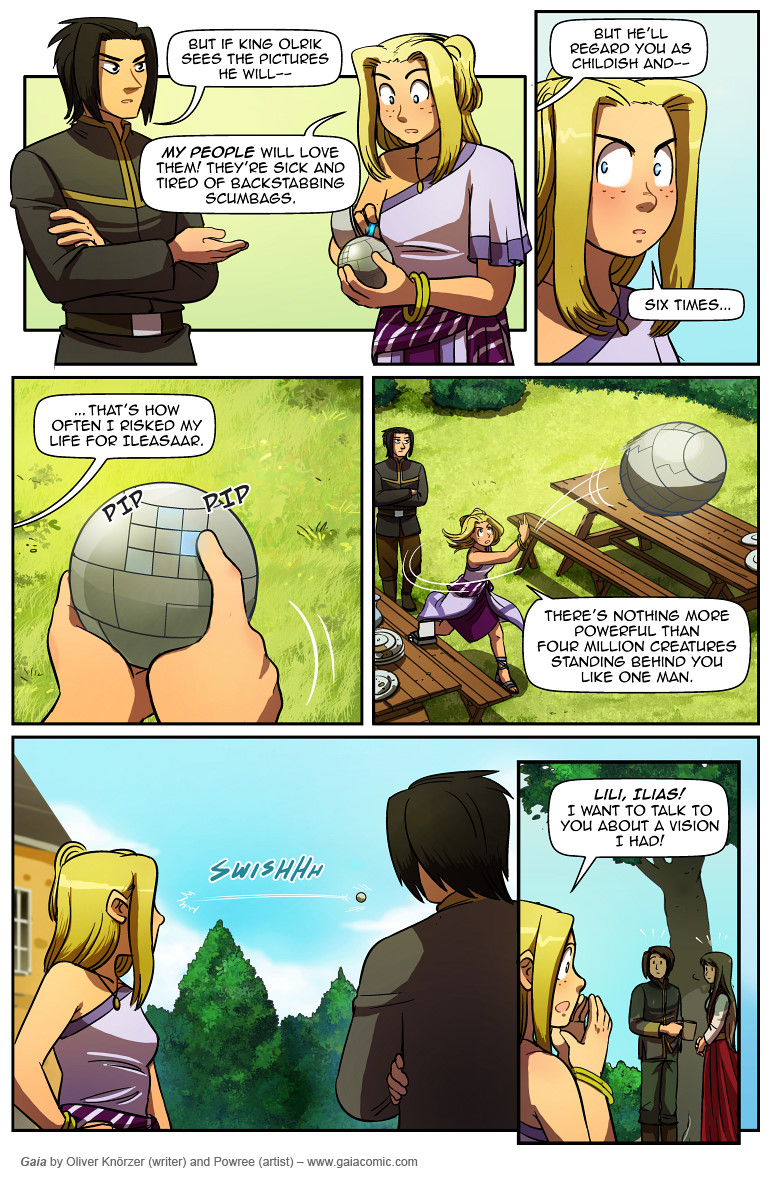 BUT IF KING OLRIK
SEES THE PICTURES
HE WILL--
MY PEOPLE WILL LOVE
THEM! THEY'RE SICK AND
TIRED OF BACKSTABBING
SCUMBAGS.
BUT HE'LL
REGARD YOU AS
CHILDISH AND--
SIX TIMES...
...THAT'S HOW
OFTEN I RISKED MY
LIFE FOR ILEASAAR.
PIP
PIP
THERE'S NOTHING MORE
POWERFUL THAN
FOUR MILLION CREATURES
STANDING BEHIND YOU
LIKE ONE MAN.
SWISHHH
LILI, ILIAS!
I WANT TO TALK TO
YOU ABOUT A VISION
I HAD!
Gaia by Oliver Knörzer (writer) and Powree (artist) – www.gaiacomic.com